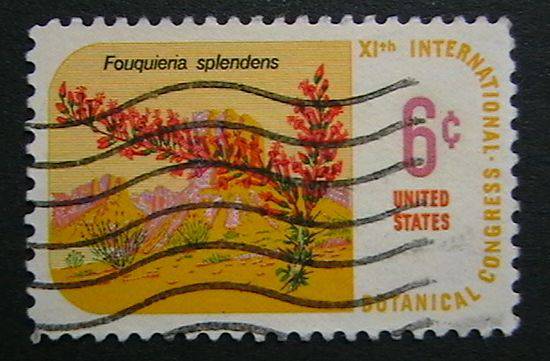 Fouquieria splendens
XIth INTERNATIONAL BOTANICAL CONGRESS
6¢
UNITED
STATES